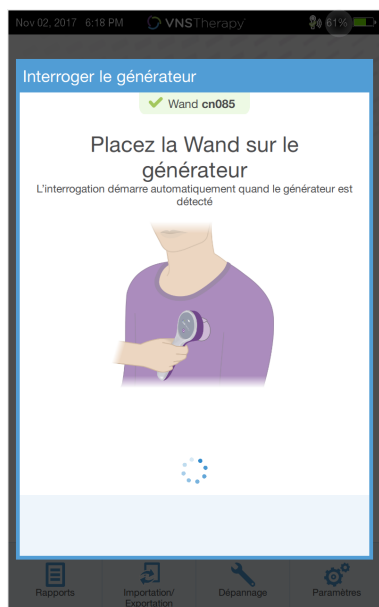 Nov 02, 2017 6:18 PM VNSTherapy 61%
Interroger le générateur
Wand cn085
Placez la Wand sur le
générateur
L'interrogation démarre automatiquement quand le générateur est
détecté
Rapports Importation/ Dépannage Paramètres
Exportation